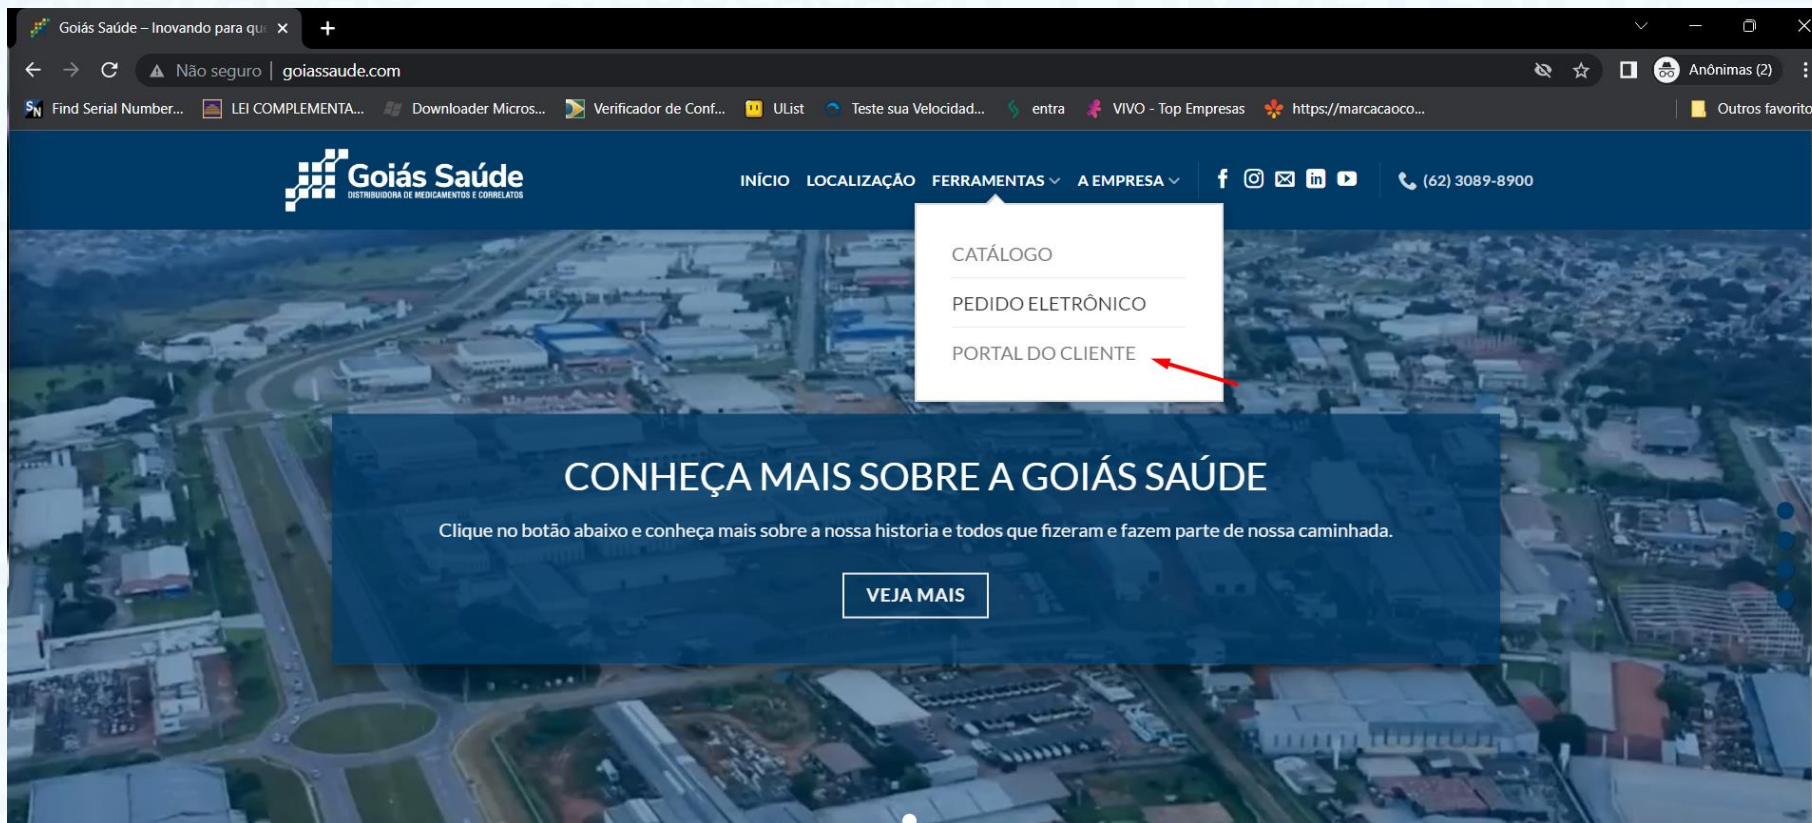 Goiás Saúde – Inovando para que
Não seguro | goiassaude.com
Anônimas (2)
Find Serial Number... LEI COMPLEMENTA... Downloader Micros... Verificador de Conf... UList Teste sua Velocidad... entra VIVO - Top Empresas https://marcacaoco... Outros favorito
Goiás Saúde
DISTRIBUIDORA DE MEDICAMENTOS E CORRELATOS
INÍCIO LOCALIZAÇÃO FERRAMENTAS A EMPRESA (62) 3089-8900
CATÁLOGO
PEDIDO ELETRÔNICO
PORTAL DO CLIENTE
CONHEÇA MAIS SOBRE A GOIÁS SAÚDE
Clique no botão abaixo e conheça mais sobre a nossa historia e todos que fizeram e fazem parte de nossa caminhada.
VEJA MAIS